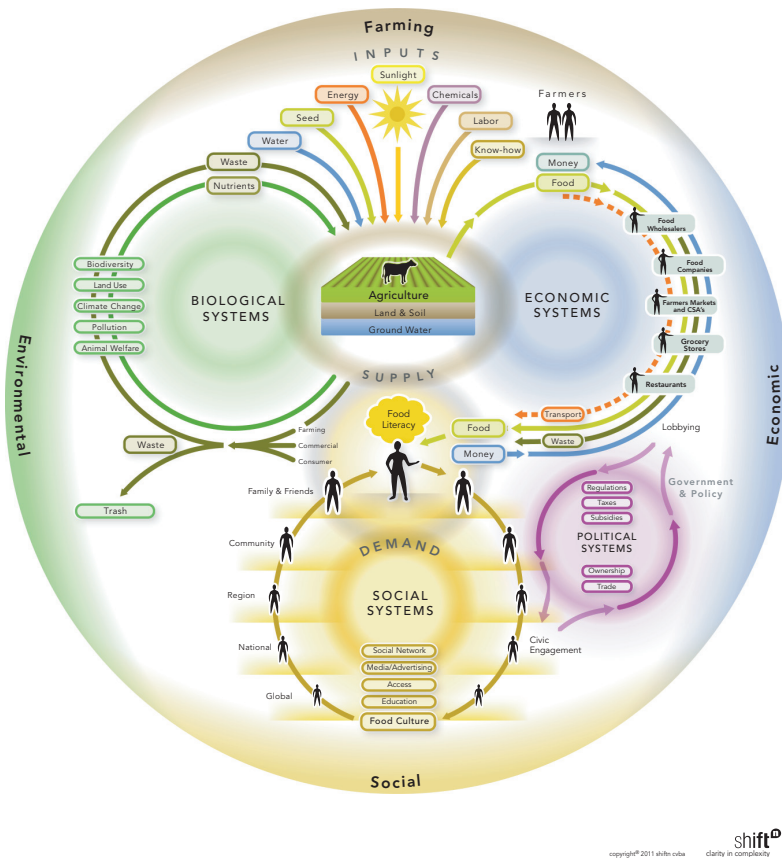 Farming
INPUTS
Sunlight
Energy
Chemicals
Farmers
Seed
Labor
Water
Know-how
Waste
Money
Nutrients
Food
Food
Wholesalers
Biodiversity
Food
Companies
Land Use
Climate Change
Pollution
Animal Welfare
BIOLOGICAL
SYSTEMS
Agriculture
Land & Soil
Ground Water
ECONOMIC
SYSTEMS
Farmers Markets
and CSA's
Grocery
Stores
Restaurants
Environmental
Economic
SUPPLY
Food
Literacy
Transport
Food
Waste
Money
Lobbying
Farming
Commercial
Consumer
Waste
Trash
Government
& Policy
Regulations
Taxes
Subsidies
POLITICAL
SYSTEMS
Ownership
Trade
Civic
Engagement
Family & Friends
Community
Region
National
Global
DEMAND
SOCIAL
SYSTEMS
Social Network
Media/Advertising
Access
Education
Food Culture
Social
shiftn
copyright® 2011 shiftn cvba
clarity in complexity